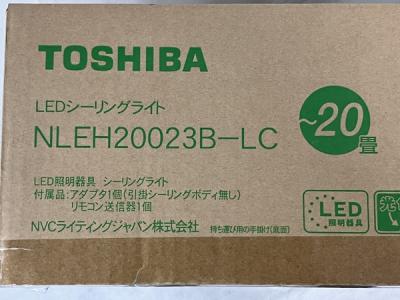 TOSHIBA
LEDシーリングライト
NLEH20023B-LC
~20畳
LED照明器具 シーリングライト
付属品:アダプタ1個(引掛シーリングボディ無し)
リモコン送信器1個
NVCライティングジャパン株式会社
持ち運び用の手掛け(底面)
LED
照明器具